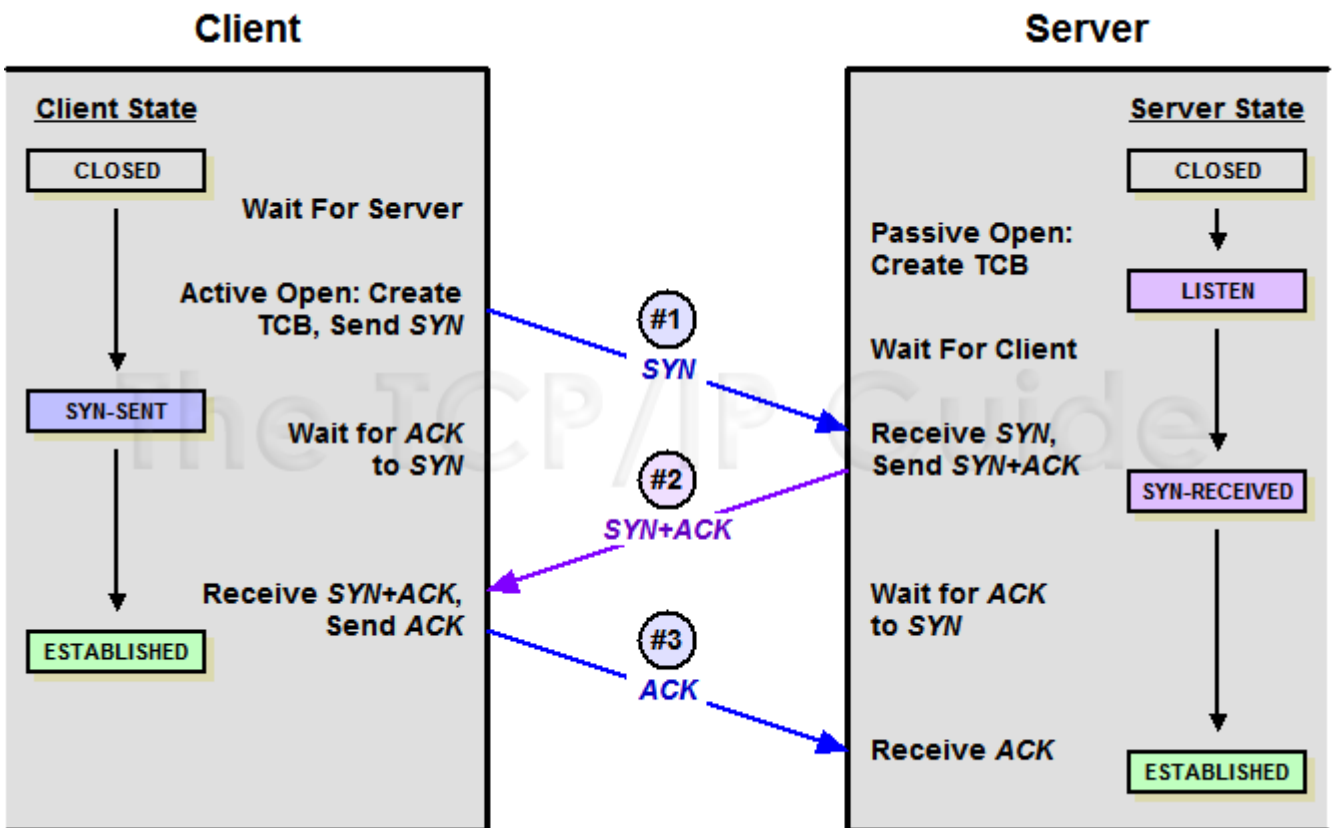 Client
Server
Client State
CLOSED
Wait For Server
Active Open: Create
TCB, Send SYN
SYN-SENT
Wait for ACK
to SYN
Receive SYN+ACK,
Send ACK
ESTABLISHED
#1
SYN
#2
SYN+ACK
#3
ACK
Server State
CLOSED
Passive Open:
Create TCB
LISTEN
Wait For Client
Receive SYN,
Send SYN+ACK
SYN-RECEIVED
Wait for ACK
to SYN
Receive ACK
ESTABLISHED
The TCP/IP Guide